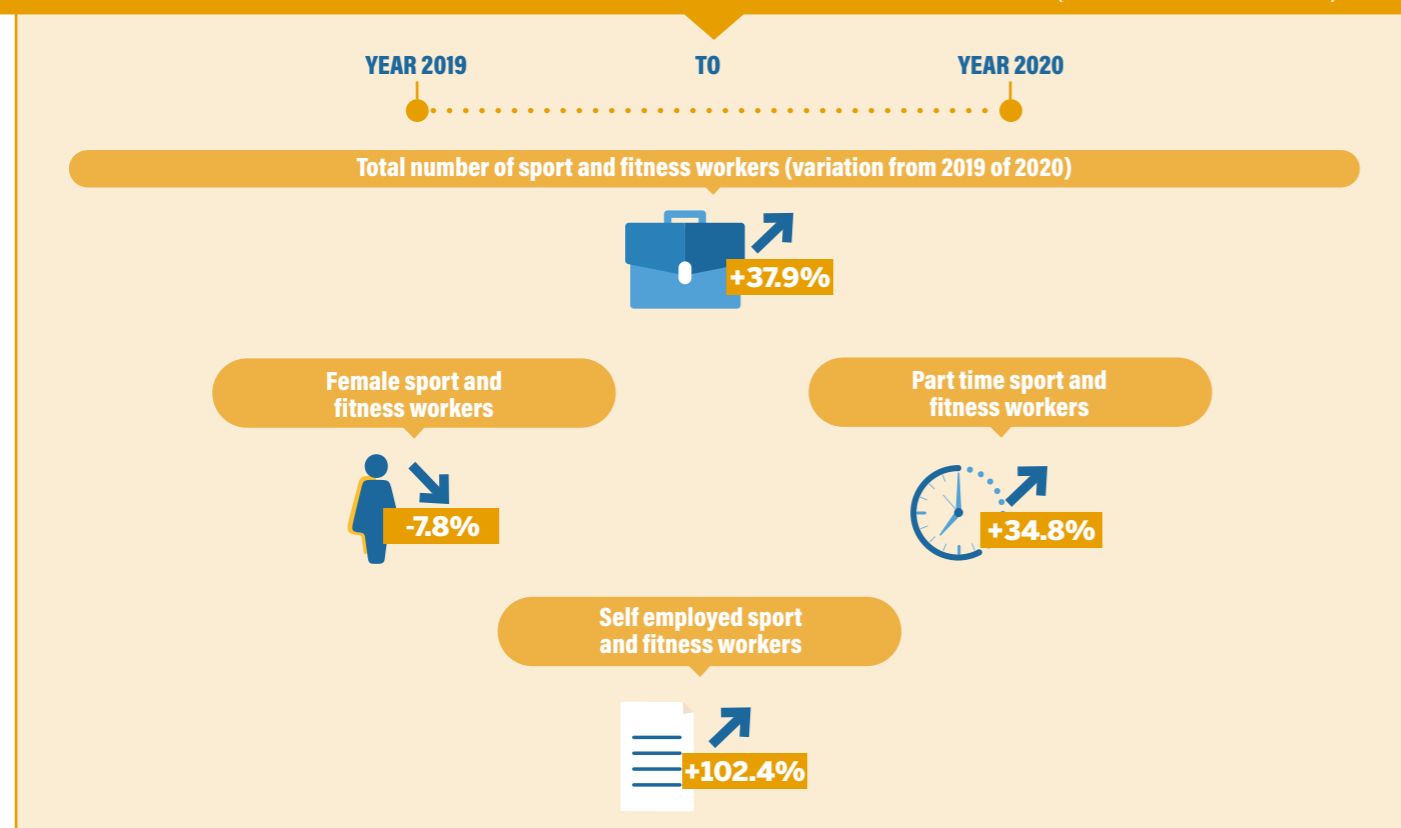 YEAR 2019 TO YEAR 2020
Total number of sport and fitness workers (variation from 2019 of 2020)
+37.9%
Female sport and
fitness workers
-7.8%
Part time sport and
fitness workers
+34.8%
Self employed sport
and fitness workers
+102.4%